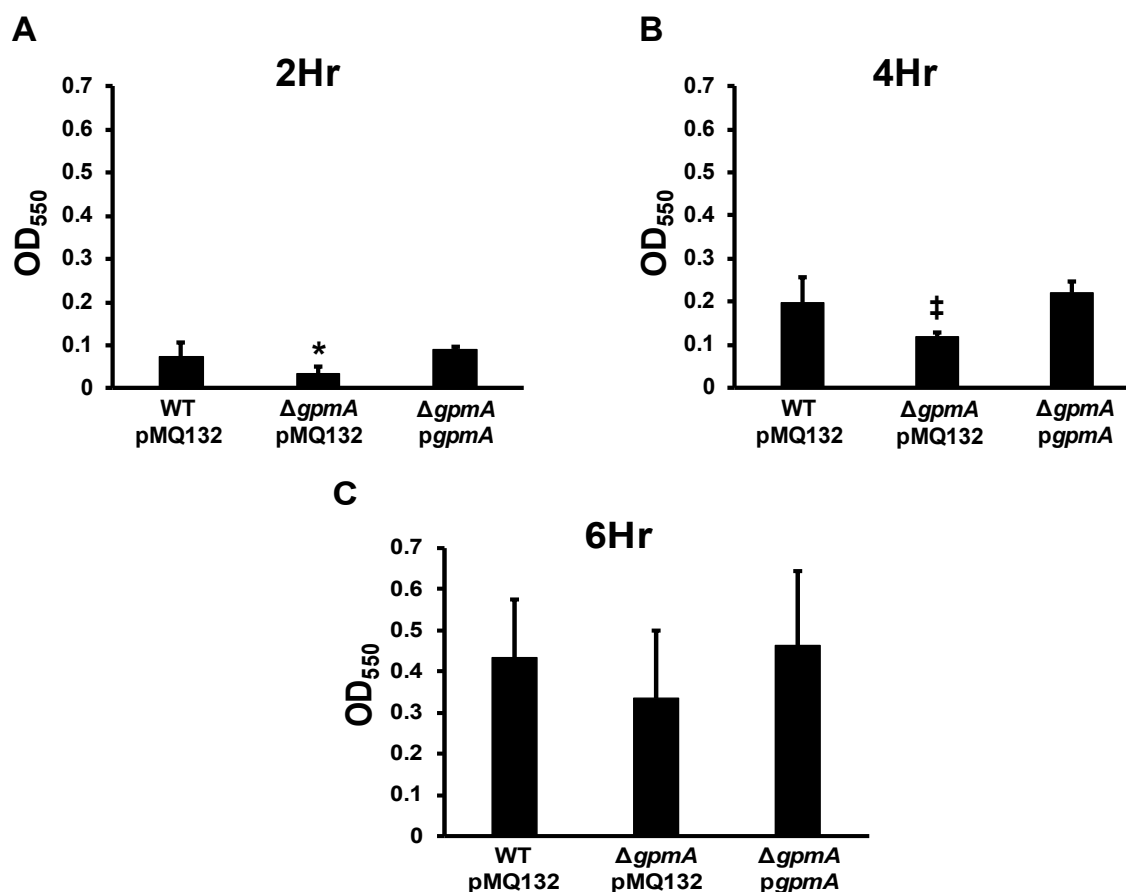 A
2Hr
0.7
0.6
0.5
0.4
0.3
0.2
0.1
0
OD550
*
WT
pMQ132
ΔgpmA
pMQ132
ΔgpmA
pgpmA
B
4Hr
0.7
0.6
0.5
0.4
0.3
0.2
0.1
0
OD550
‡
WT
pMQ132
ΔgpmA
pMQ132
ΔgpmA
pgpmA
C
6Hr
0.7
0.6
0.5
0.4
0.3
0.2
0.1
0
OD550
WT
pMQ132
ΔgpmA
pMQ132
ΔgpmA
pgpmA